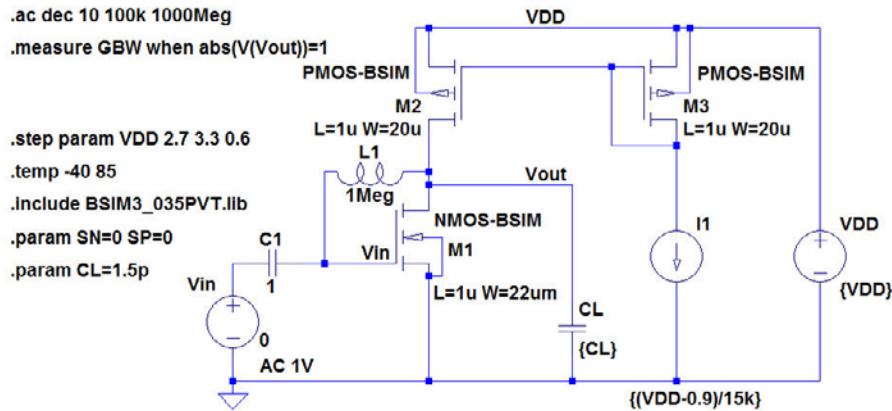 .ac dec 10 100k 1000Meg
.measure GBW when abs(V(Vout))=1
VDD
PMOS-BSIM
PMOS-BSIM
M2
M3
L=1u W=20u
L=1u W=20u
.step param VDD 2.7 3.3 0.6
.temp -40 85
.include BSIM3_035PVT.lib
.param SN=0 SP=0
.param CL=1.5p
L1
1Meg
Vout
NMOS-BSIM
M1
L=1u W=22um
C1
1
Vin
Vin
0
AC 1V
CL
{CL}
I1
{(VDD-0.9)/15k}
VDD
{VDD}